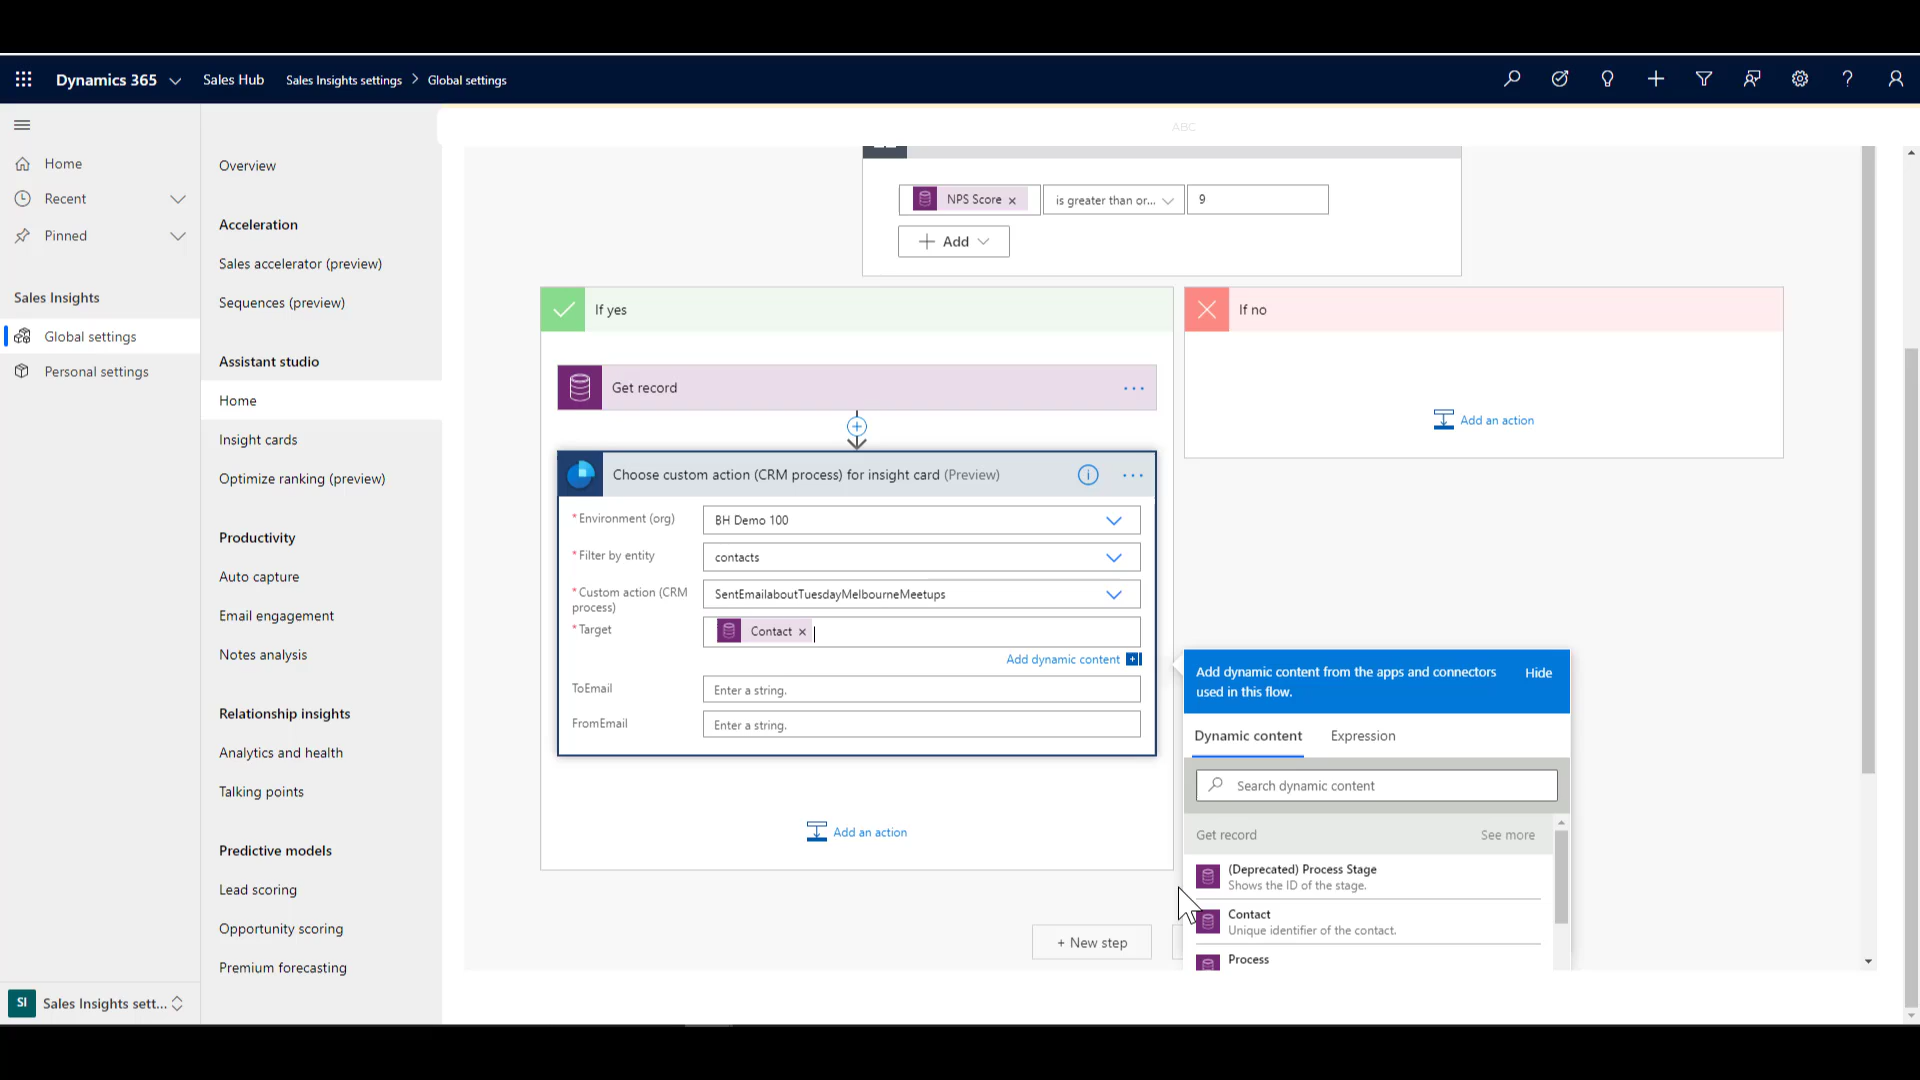 Dynamics 365
Sales Hub
Sales Insights settings > Global settings
ABC
Home
Recent
Pinned
Sales Insights
Global settings
Personal settings
SI
Sales Insights sett...
Overview
Acceleration
Sales accelerator (preview)
Sequences (preview)
Assistant studio
Home
Insight cards
Optimize ranking (preview)
Productivity
Auto capture
Email engagement
Notes analysis
Relationship insights
Analytics and health
Talking points
Predictive models
Lead scoring
Opportunity scoring
Premium forecasting
NPS Score ×
is greater than or...
9
+ Add
If yes
Get record
...
Choose custom action (CRM process) for insight card (Preview)
...
* Environment (org)
BH Demo 100
* Filter by entity
contacts
* Custom action (CRM
process)
SentEmailaboutTuesdayMelbourneMeetups
* Target
Contact ×
Add dynamic content
ToEmail
Enter a string.
FromEmail
Enter a string.
Add an action
If no
Add an action
+ New step
Add dynamic content from the apps and connectors
used in this flow.
Hide
Dynamic content
Expression
Search dynamic content
Get record
See more
(Deprecated) Process Stage
Shows the ID of the stage.
Contact
Unique identifier of the contact.
Process